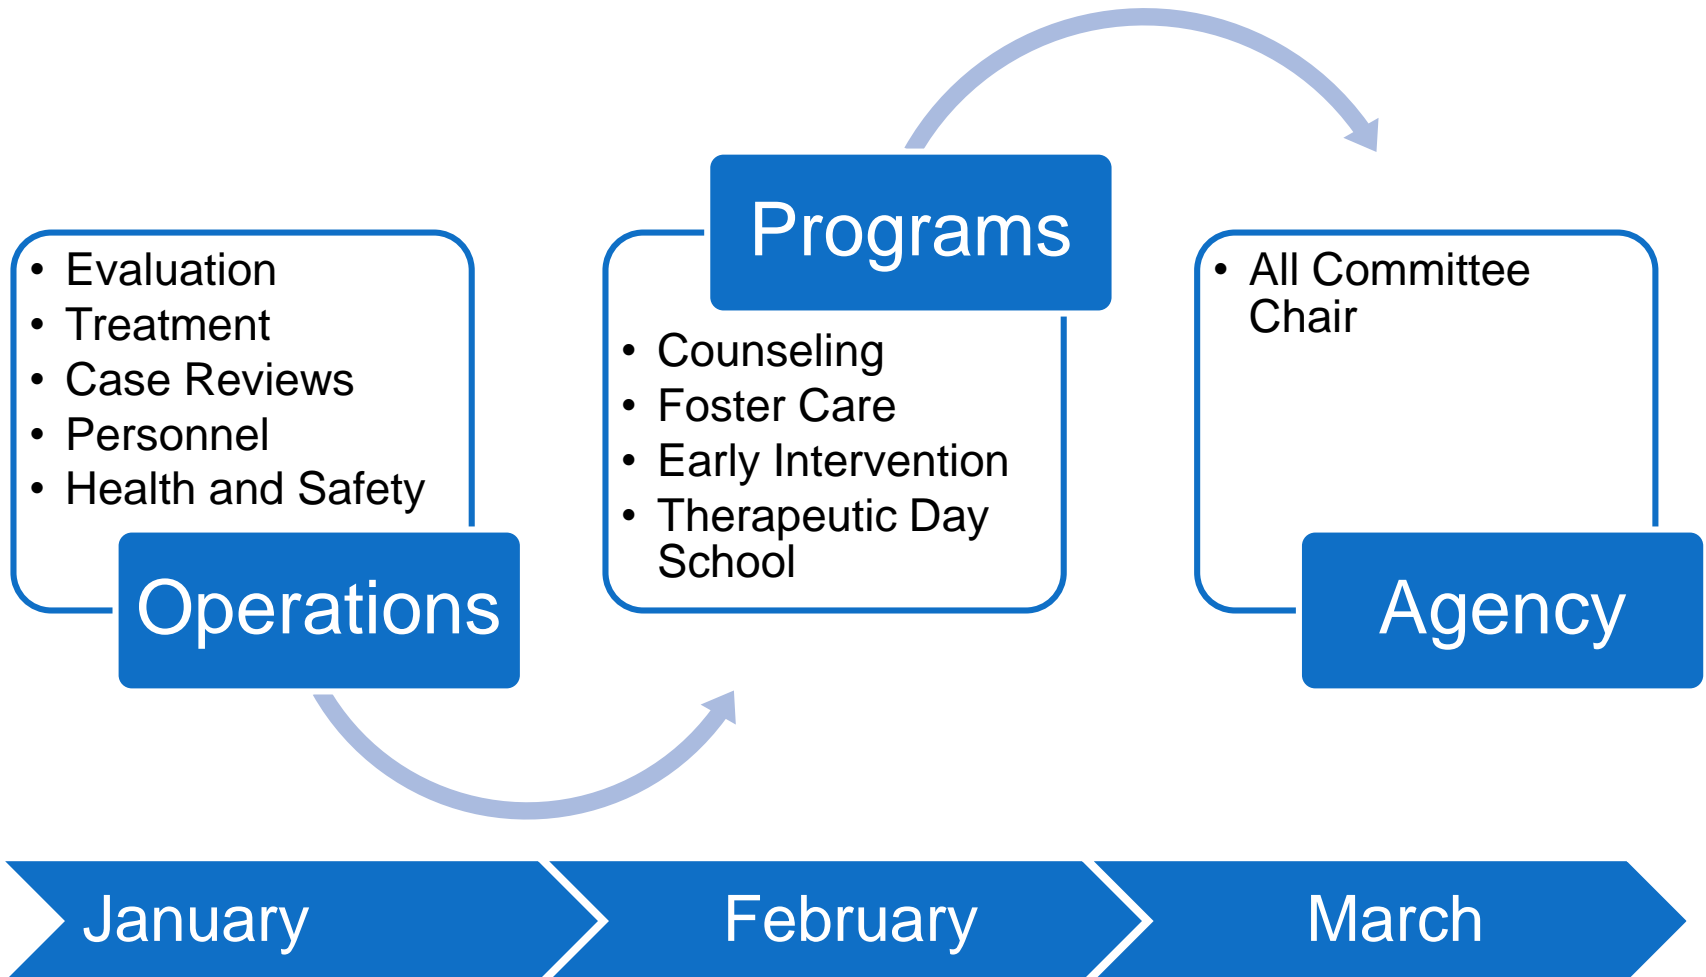 • Evaluation
• Treatment
• Case Reviews
• Personnel
• Health and Safety
Operations
Programs
• Counseling
• Foster Care
• Early Intervention
• Therapeutic Day
School
• All Committee
Chair
Agency
January
February
March